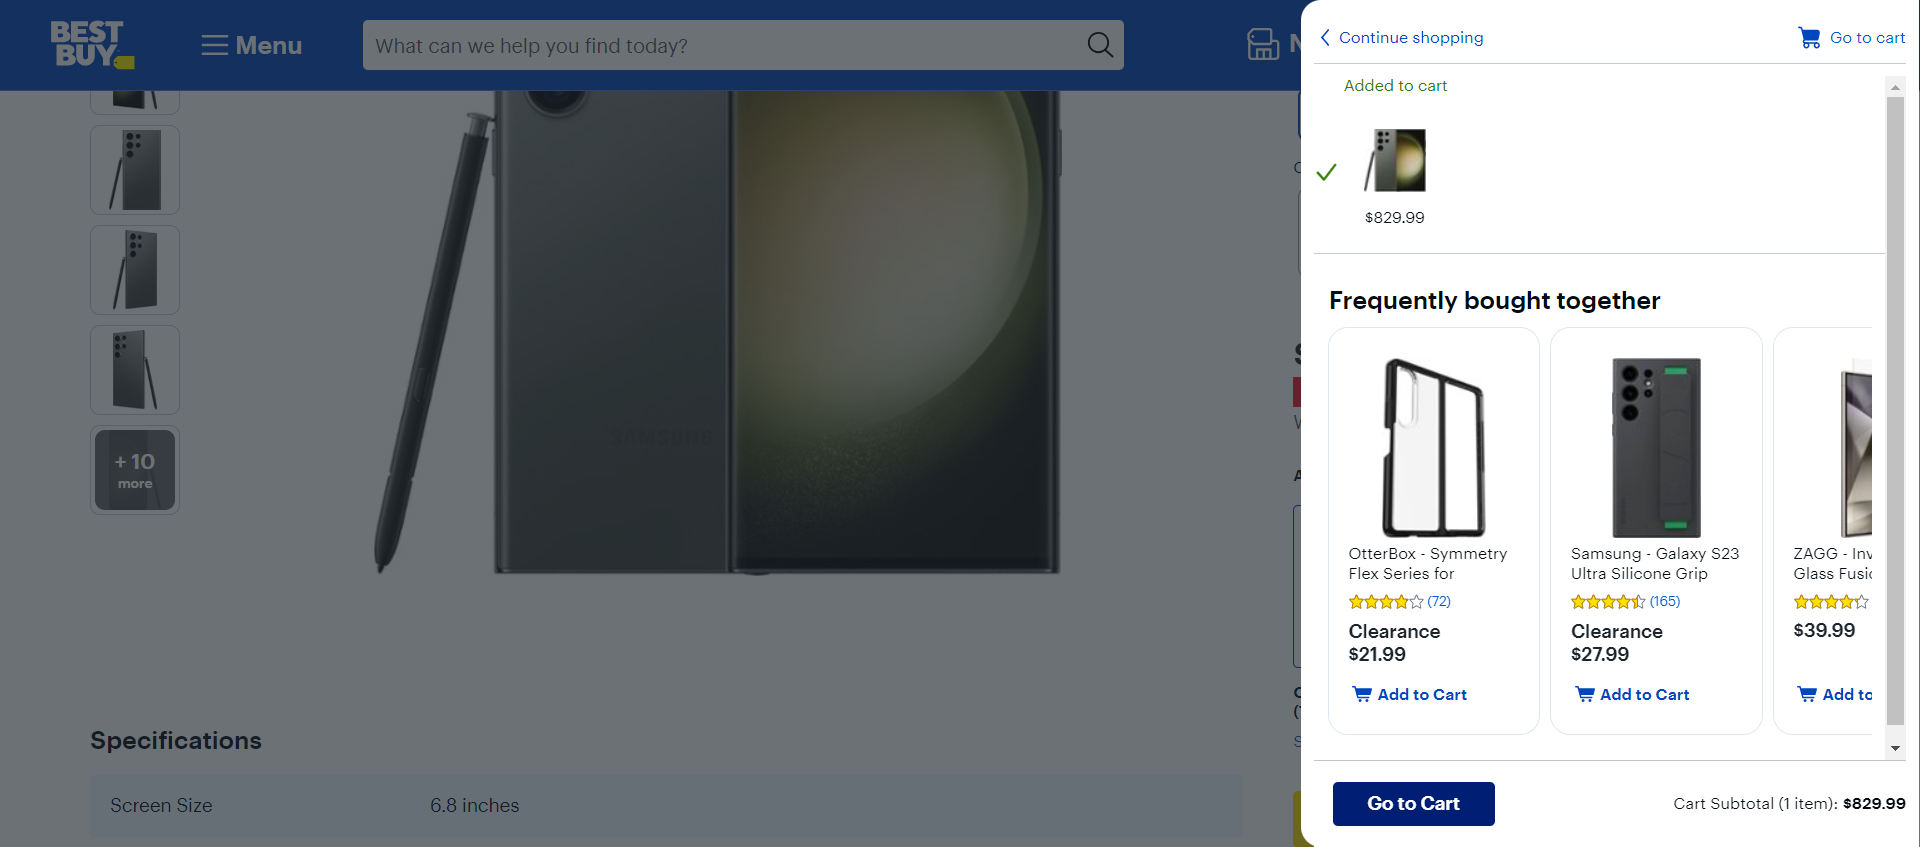 BEST
BUY
Menu
What can we help you find today?
Continue shopping
Go to cart
Added to cart
$829.99
Frequently bought together
OtterBox - Symmetry
Flex Series for
(72)
Clearance
$21.99
Add to Cart
Samsung - Galaxy S23
Ultra Silicone Grip
(165)
Clearance
$27.99
Add to Cart
ZAGG - Inv
Glass Fusi
$39.99
Add to
+ 10
more
SAMSUNG
Specifications
Screen Size
6.8 inches
Go to Cart
Cart Subtotal (1 item): $829.99